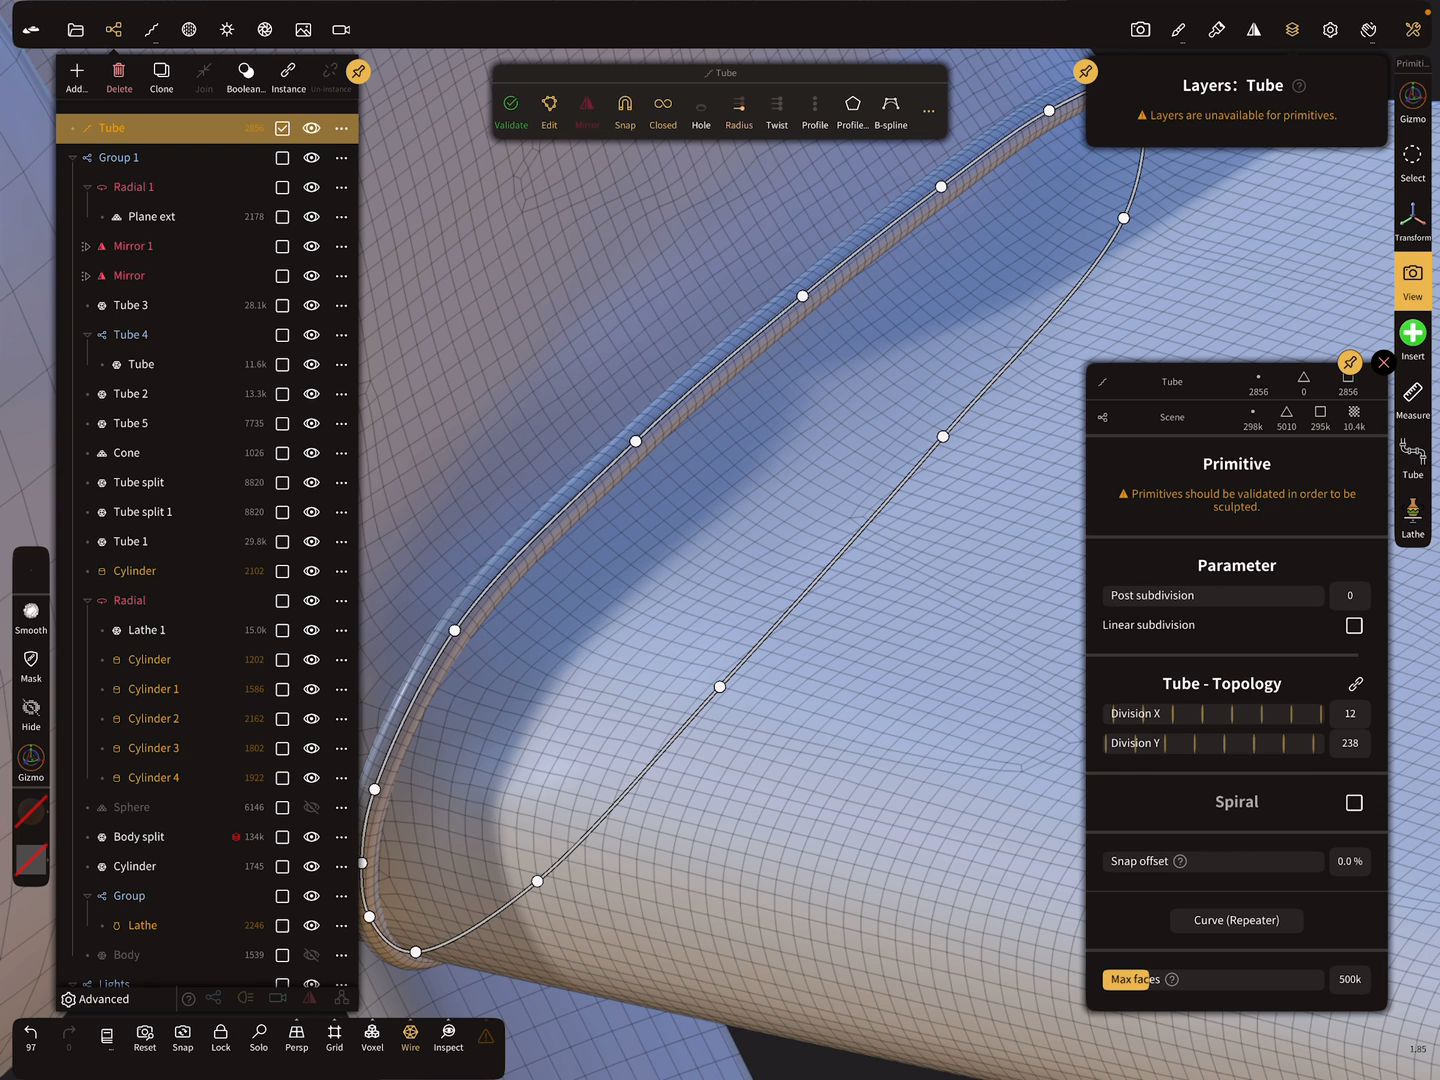 Add...
Delete
Clone
Join
Boolean...
Instance
Un-instance
Tube
Validate
Edit
Mirror
Snap
Closed
Hole
Radius
Twist
Profile
Profile...
B-spline
...
Layers: Tube
Layers are unavailable for primitives.
Primiti...
Gizmo
Select
Transform
View
Insert
Measure
Tube
Lathe
Tube 2856
Group 1
Radial 1
Plane ext 2178
Mirror 1
Mirror
Tube 3 28.1k
Tube 4
Tube 11.6k
Tube 2 13.3k
Tube 5 7735
Cone 1026
Tube split 8820
Tube split 1 8820
Tube 1 29.8k
Cylinder 2102
Radial
Lathe 1 15.0k
Cylinder 1202
Cylinder 1 1586
Cylinder 2 2162
Cylinder 3 1802
Cylinder 4 1922
Sphere 6146
Body split 134k
Cylinder 1745
Group
Lathe 2246
Body 1539
Lights
Advanced
Smooth
Mask
Hide
Gizmo
Tube 2856 0 2856
Scene 298k 5010 295k 10.4k
Primitive
Primitives should be validated in order to be
sculpted.
Parameter
Post subdivision 0
Linear subdivision
Tube - Topology
Division X 12
Division Y 238
Spiral
Snap offset 0.0 %
Curve (Repeater)
Max faces 500k
97
0
...
Reset
Snap
Lock
Solo
Persp
Grid
Voxel
Wire
Inspect
1.85